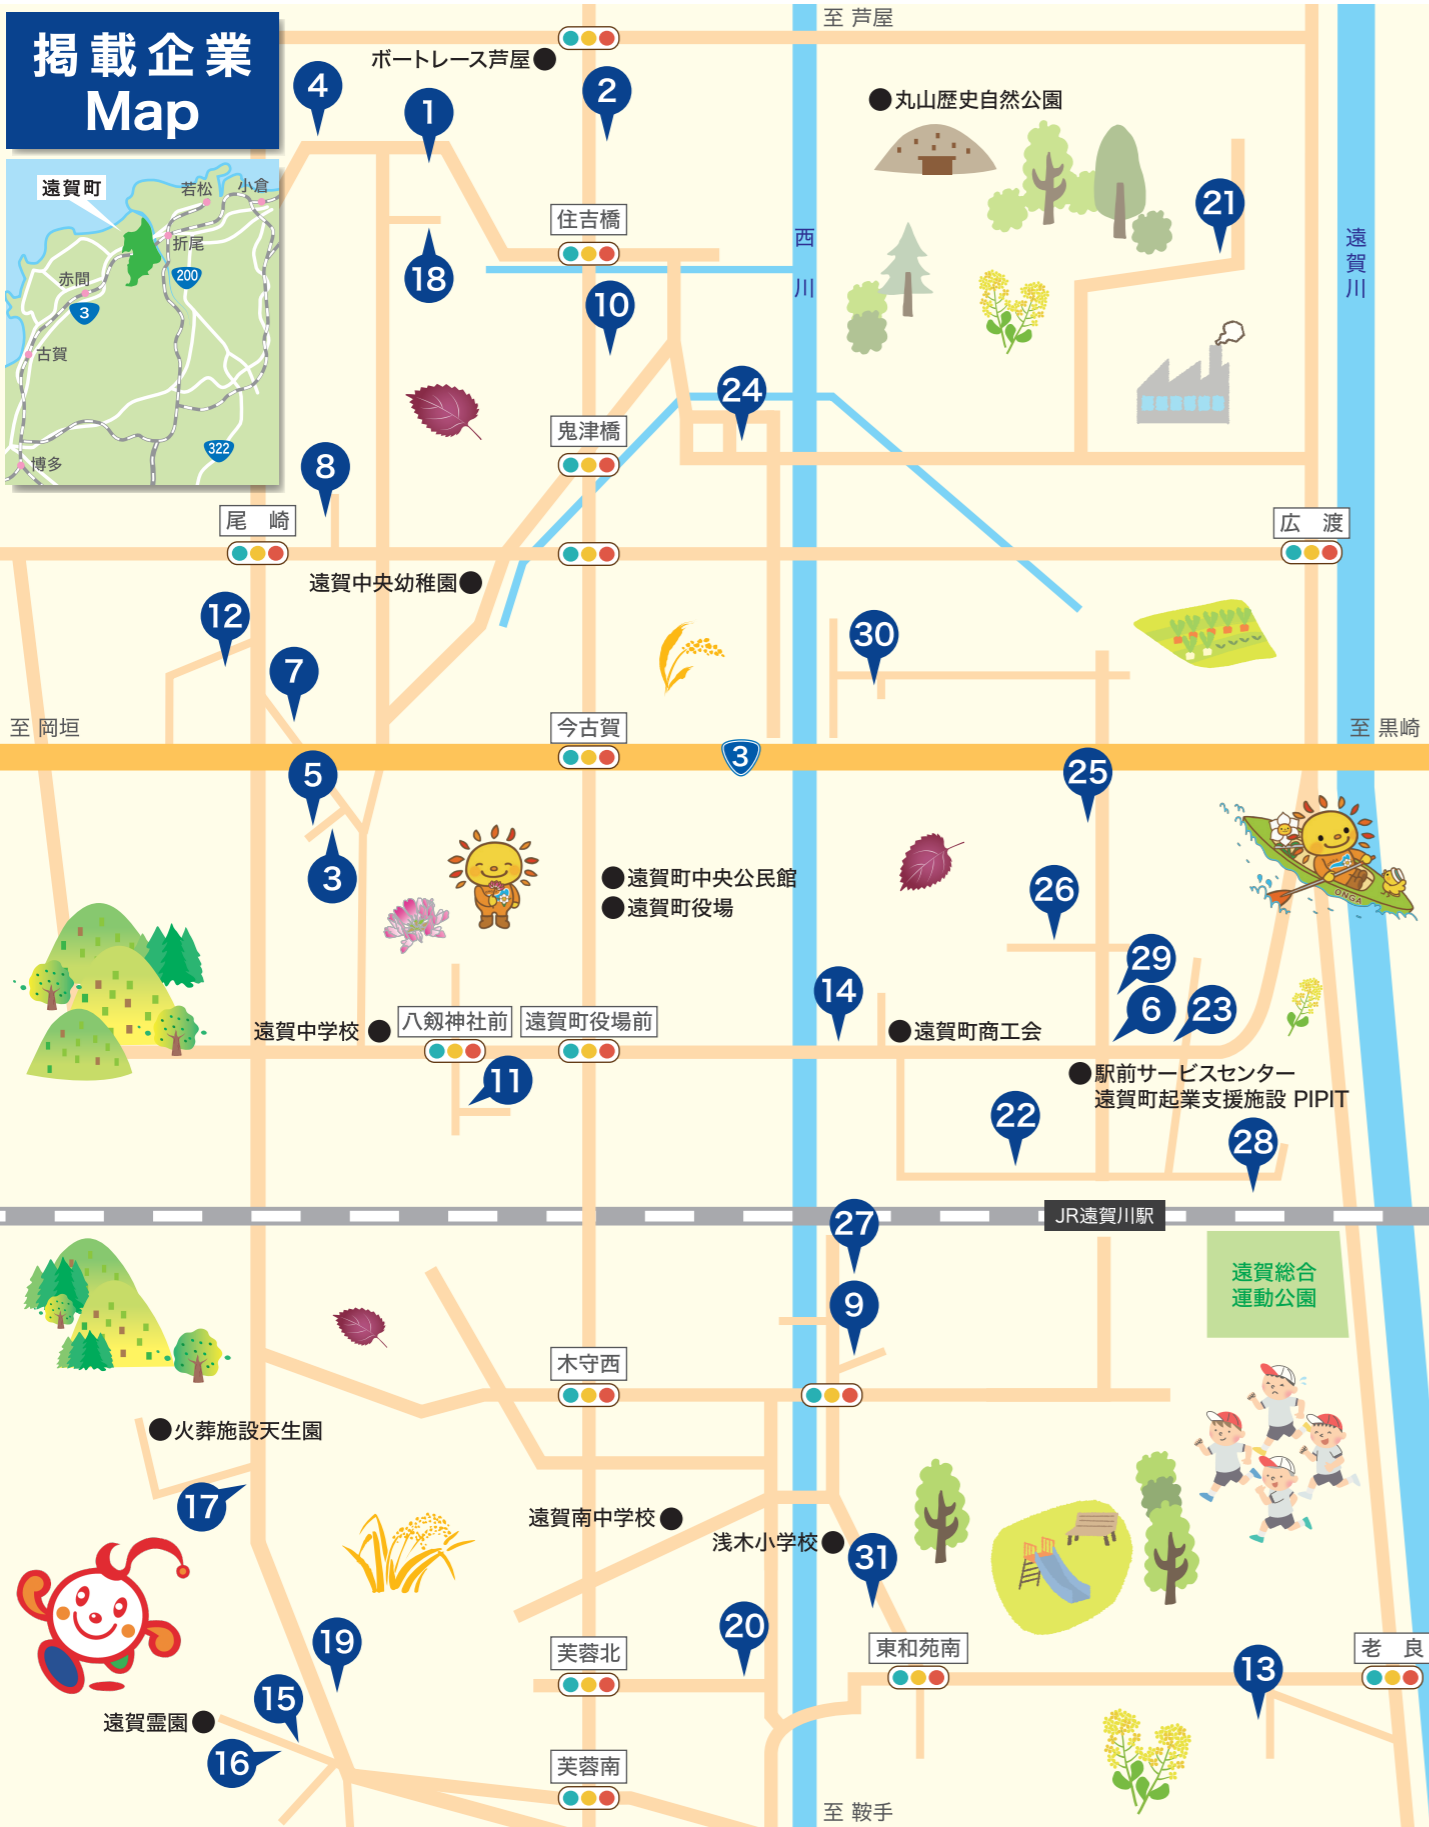 掲載企業
Map
遠賀町
若松
小倉
折尾
200
赤間
3
古賀
322
博多
至 芦屋
ボートレース芦屋
4
1
2
丸山歴史自然公園
21
住吉橋
西川
遠賀川
18
10
24
鬼津橋
8
尾　崎
広　渡
遠賀中央幼稚園
12
7
30
至 岡垣
今古賀
3
至 黒崎
5
25
3
遠賀町中央公民館
遠賀町役場
26
ONGA
29
14
6
23
遠賀中学校
八剱神社前
遠賀町役場前
遠賀町商工会
11
駅前サービスセンター
遠賀町起業支援施設 PIPIT
22
28
JR遠賀川駅
27
遠賀総合
運動公園
9
木守西
火葬施設天生園
17
遠賀南中学校
浅木小学校
31
19
20
芙蓉北
東和苑南
老　良
13
15
遠賀霊園
16
芙蓉南
至 鞍手